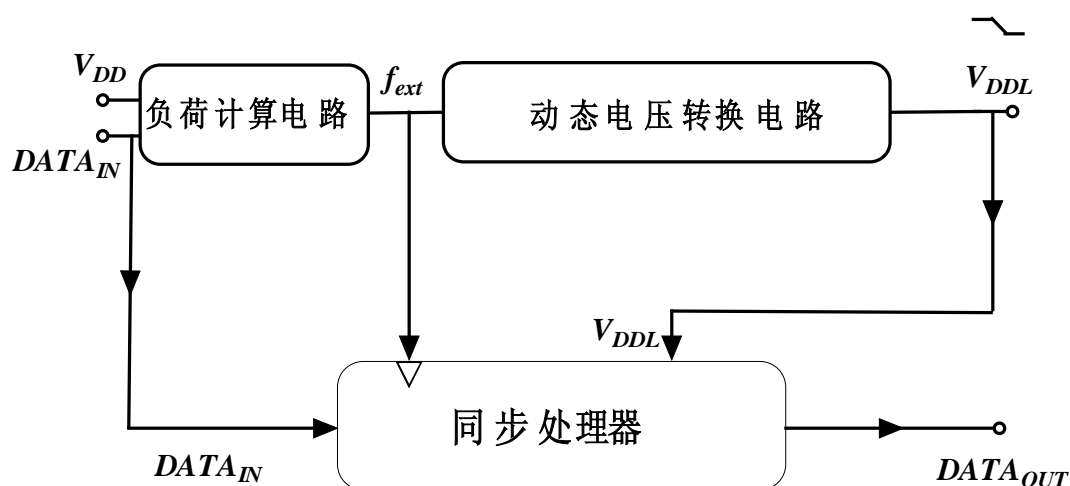 V_DD
负荷计算电路
f_ext
动态电压转换电路
V_DDL
DATA_IN
V_DDL
同步处理器
DATA_IN
DATA_OUT